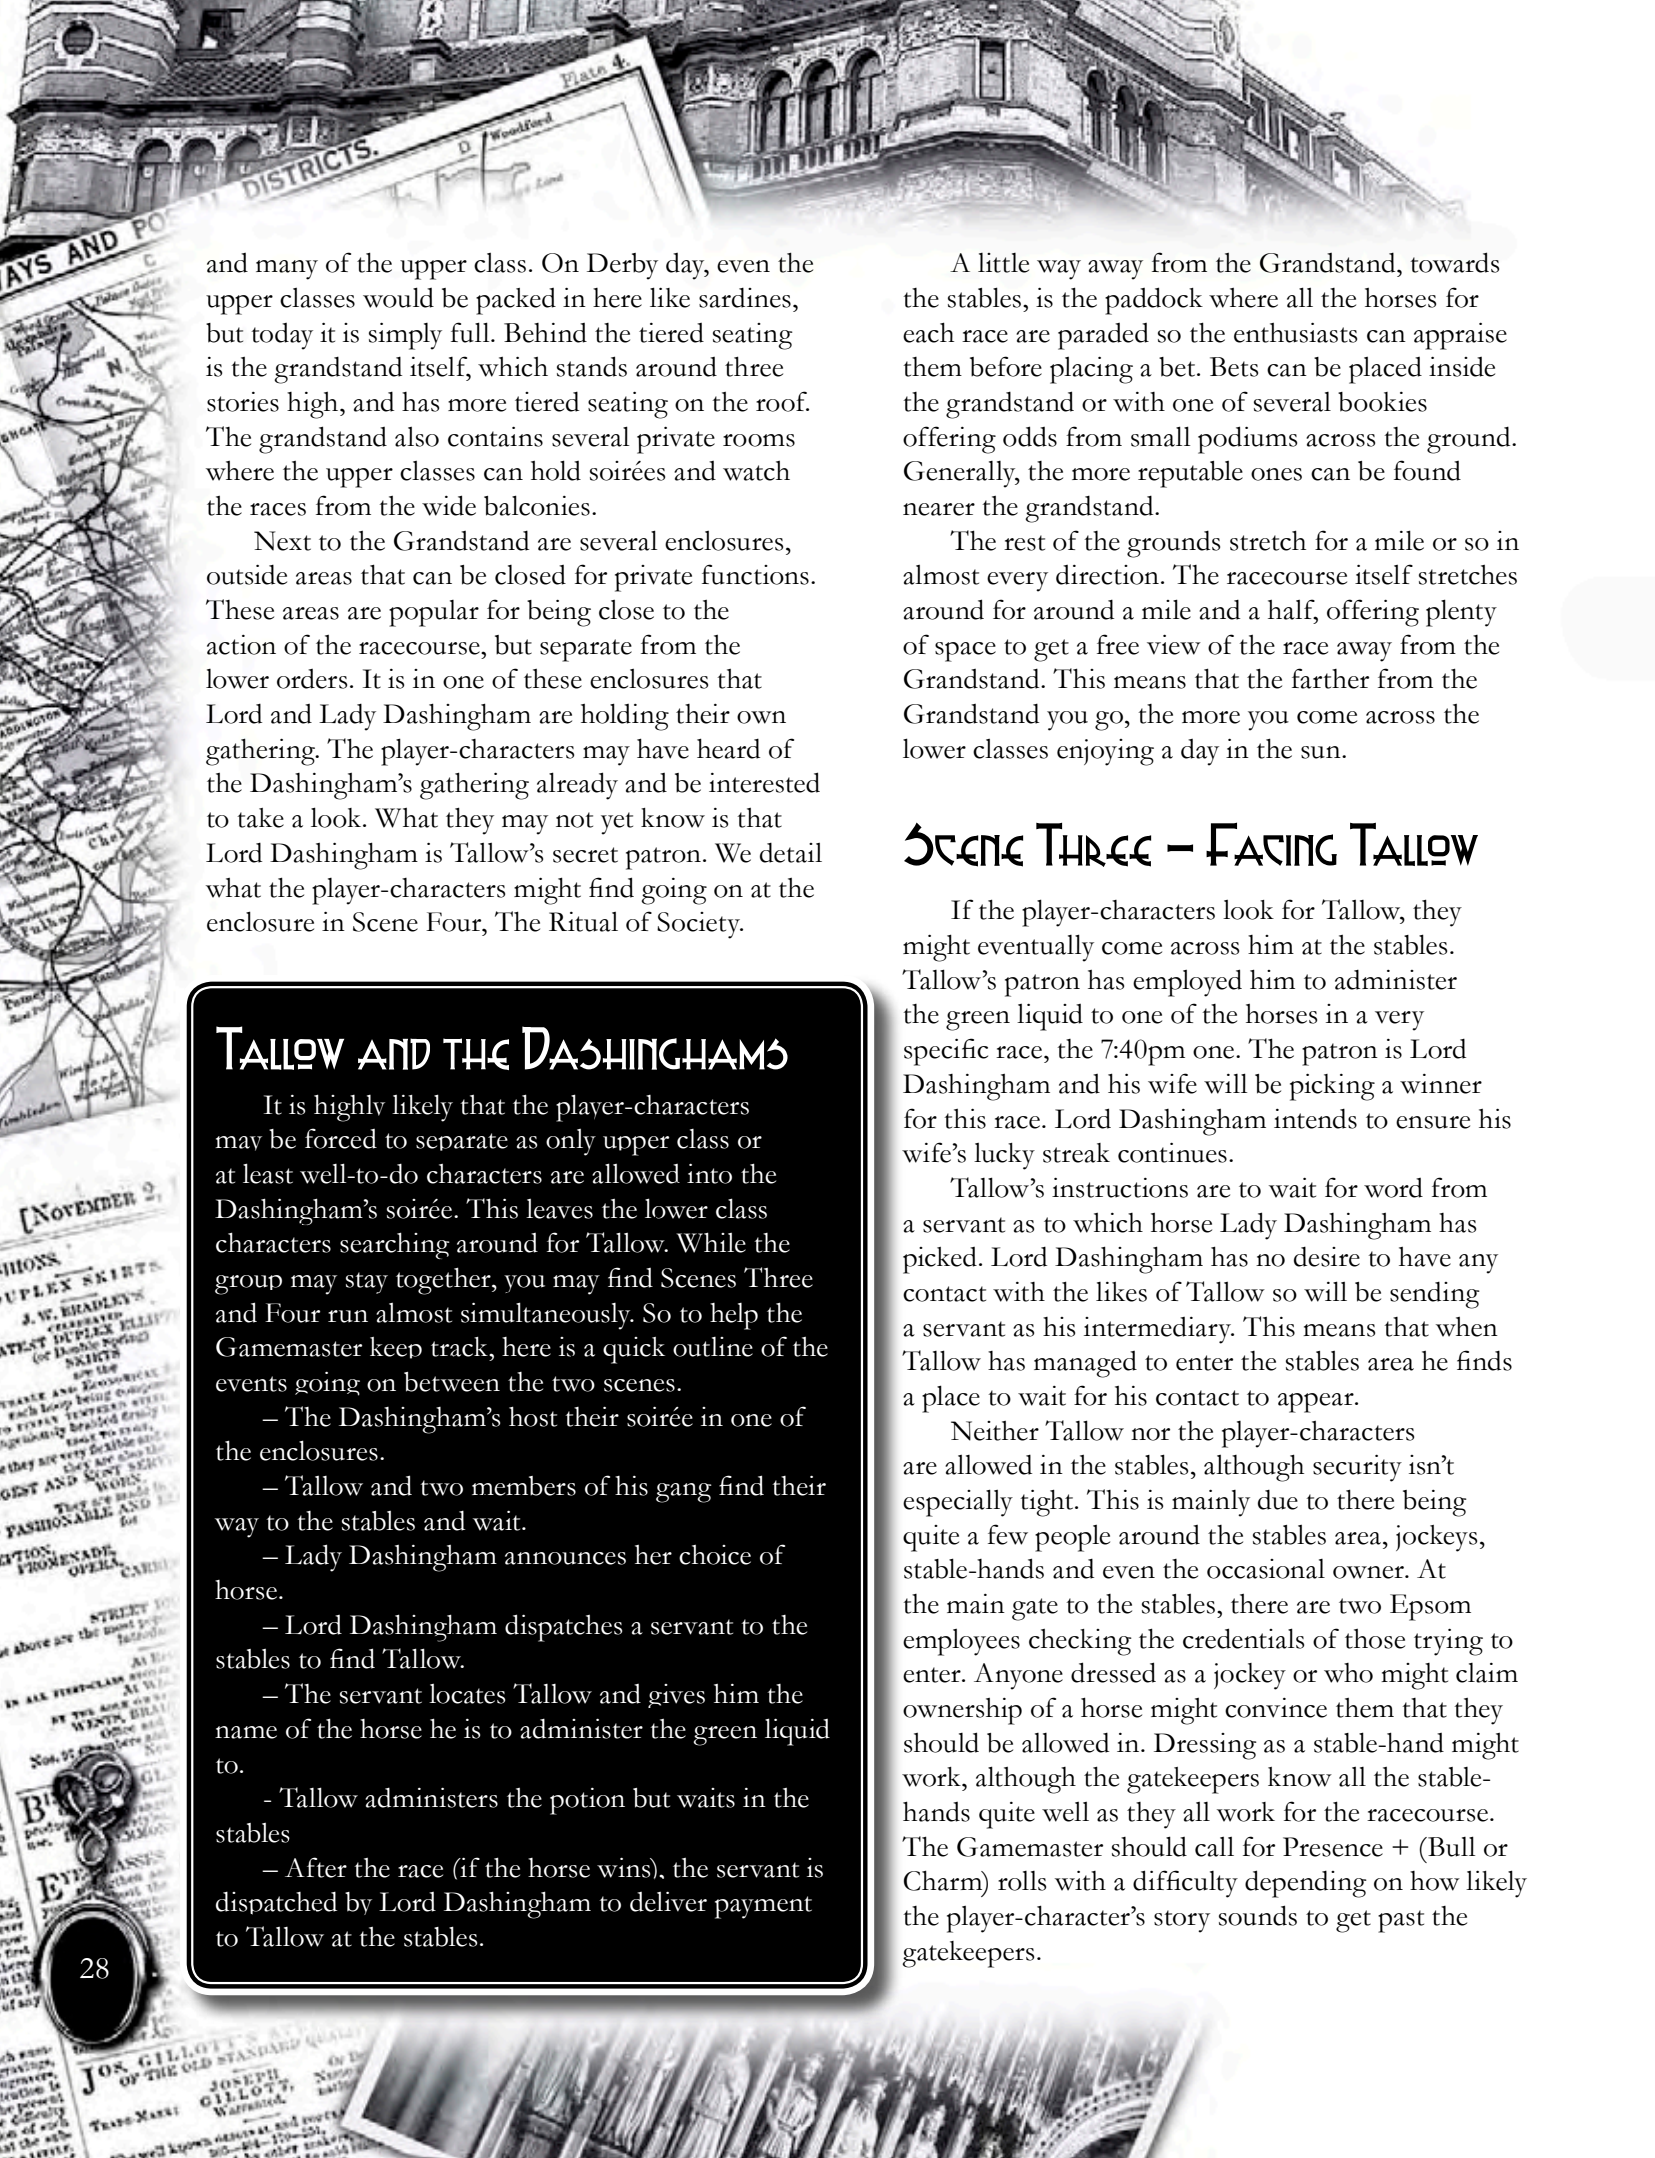 Plate 4.
AYS AND POSTAL DISTRICTS.
D
Woodford
C
N.
and many of the upper class. On Derby day, even the
upper classes would be packed in here like sardines,
but today it is simply full. Behind the tiered seating
is the grandstand itself, which stands around three
stories high, and has more tiered seating on the roof.
The grandstand also contains several private rooms
where the upper classes can hold soirées and watch
the races from the wide balconies.
Next to the Grandstand are several enclosures,
outside areas that can be closed for private functions.
These areas are popular for being close to the
action of the racecourse, but separate from the
lower orders. It is in one of these enclosures that
Lord and Lady Dashingham are holding their own
gathering. The player-characters may have heard of
the Dashingham’s gathering already and be interested
to take a look. What they may not yet know is that
Lord Dashingham is Tallow’s secret patron. We detail
what the player-characters might find going on at the
enclosure in Scene Four, The Ritual of Society.
Tallow and the Dashinghams
It is highly likely that the player-characters
may be forced to separate as only upper class or
at least well-to-do characters are allowed into the
Dashingham’s soirée. This leaves the lower class
characters searching around for Tallow. While the
group may stay together, you may find Scenes Three
and Four run almost simultaneously. So to help the
Gamemaster keep track, here is a quick outline of the
events going on between the two scenes.
– The Dashingham’s host their soirée in one of
the enclosures.
– Tallow and two members of his gang find their
way to the stables and wait.
– Lady Dashingham announces her choice of
horse.
– Lord Dashingham dispatches a servant to the
stables to find Tallow.
– The servant locates Tallow and gives him the
name of the horse he is to administer the green liquid
to.
- Tallow administers the potion but waits in the
stables
– After the race (if the horse wins), the servant is
dispatched by Lord Dashingham to deliver payment
to Tallow at the stables.
A little way away from the Grandstand, towards
the stables, is the paddock where all the horses for
each race are paraded so the enthusiasts can appraise
them before placing a bet. Bets can be placed inside
the grandstand or with one of several bookies
offering odds from small podiums across the ground.
Generally, the more reputable ones can be found
nearer the grandstand.
The rest of the grounds stretch for a mile or so in
almost every direction. The racecourse itself stretches
around for around a mile and a half, offering plenty
of space to get a free view of the race away from the
Grandstand. This means that the farther from the
Grandstand you go, the more you come across the
lower classes enjoying a day in the sun.
Scene Three – Facing Tallow
If the player-characters look for Tallow, they
might eventually come across him at the stables.
Tallow’s patron has employed him to administer
the green liquid to one of the horses in a very
specific race, the 7:40pm one. The patron is Lord
Dashingham and his wife will be picking a winner
for this race. Lord Dashingham intends to ensure his
wife’s lucky streak continues.
Tallow’s instructions are to wait for word from
a servant as to which horse Lady Dashingham has
picked. Lord Dashingham has no desire to have any
contact with the likes of Tallow so will be sending
a servant as his intermediary. This means that when
Tallow has managed to enter the stables area he finds
a place to wait for his contact to appear.
Neither Tallow nor the player-characters
are allowed in the stables, although security isn’t
especially tight. This is mainly due to there being
quite a few people around the stables area, jockeys,
stable-hands and even the occasional owner. At
the main gate to the stables, there are two Epsom
employees checking the credentials of those trying to
enter. Anyone dressed as a jockey or who might claim
ownership of a horse might convince them that they
should be allowed in. Dressing as a stable-hand might
work, although the gatekeepers know all the stable-
hands quite well as they all work for the racecourse.
The Gamemaster should call for Presence + (Bull or
Charm) rolls with a difficulty depending on how likely
the player-character’s story sounds to get past the
gatekeepers.
[NOVEMBER 2,
J. W. BRADLEY'S
SKIRTS
FASHIONABLE AND
PROMENADE,
OPERA,
28
JOS. GILLOTT'S
OF THE OLD STANDARD QUAL
JOSEPH
GILLOTT,
Warranted.
TRADE-MARK: